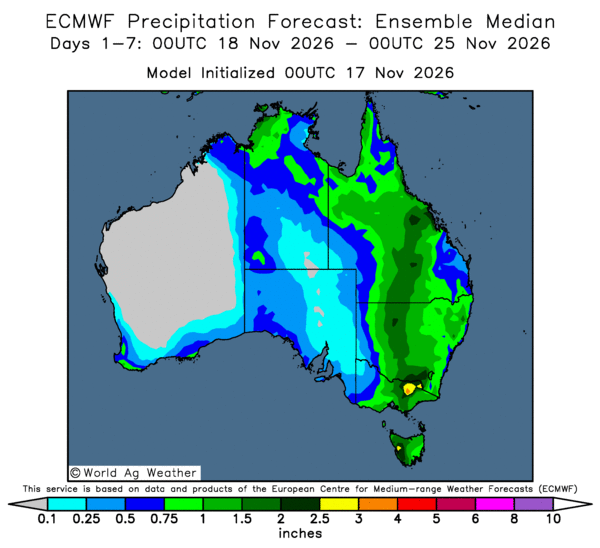 ECMWF Precipitation Forecast: Ensemble Median
Days 1-7: 00UTC 18 Nov 2026 - 00UTC 25 Nov 2026
Model Initialized 00UTC 17 Nov 2026
© World Ag Weather
This service is based on data and products of the European Centre for Medium-range Weather Forecasts (ECMWF)
0.1 0.25 0.5 0.75 1 1.5 2 2.5 3 4 5 6 8 10
inches